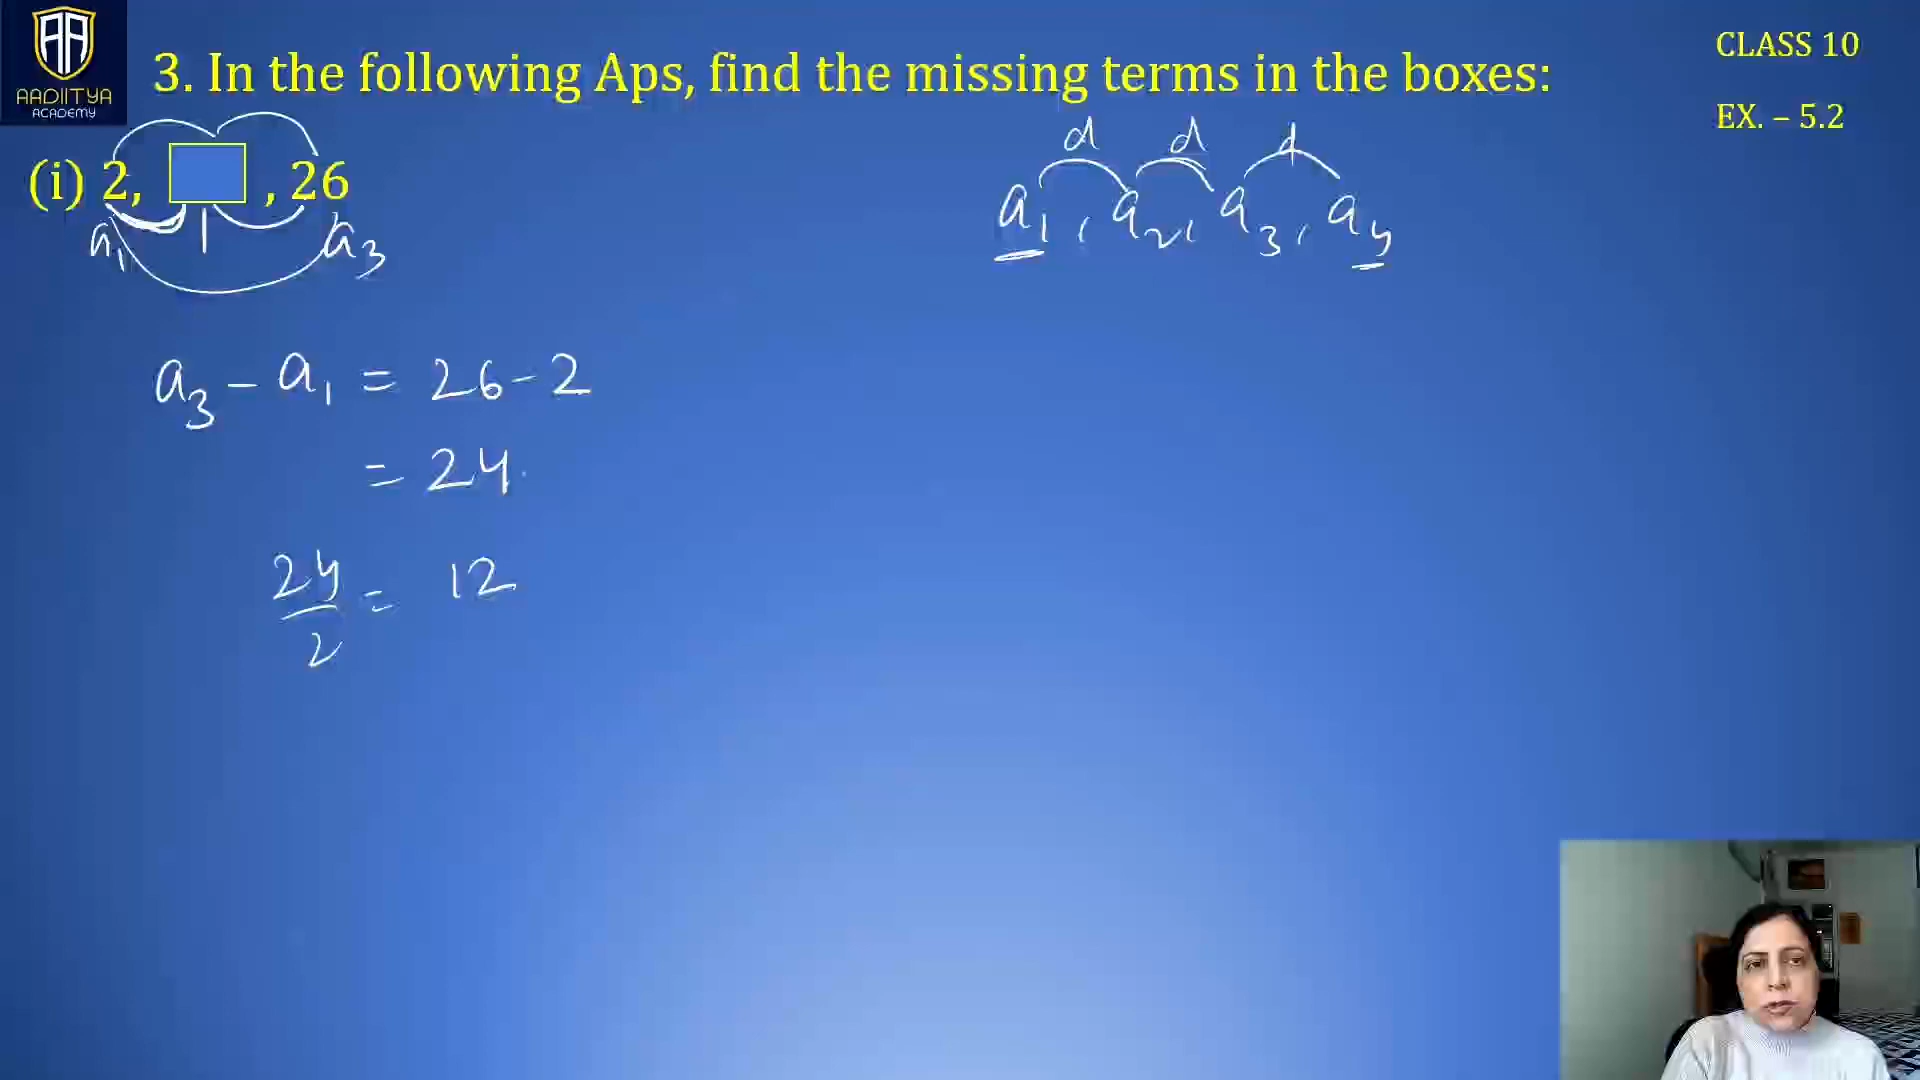 AADIITYA
ACADEMY
3. In the following Aps, find the missing terms in the boxes:
CLASS 10
EX. – 5.2
(i) 2, , 26
a₁ a₃
d d d
a₁, a₂, a₃, a₄
a₃ - a₁ = 26 - 2
= 24.
24/2 = 12